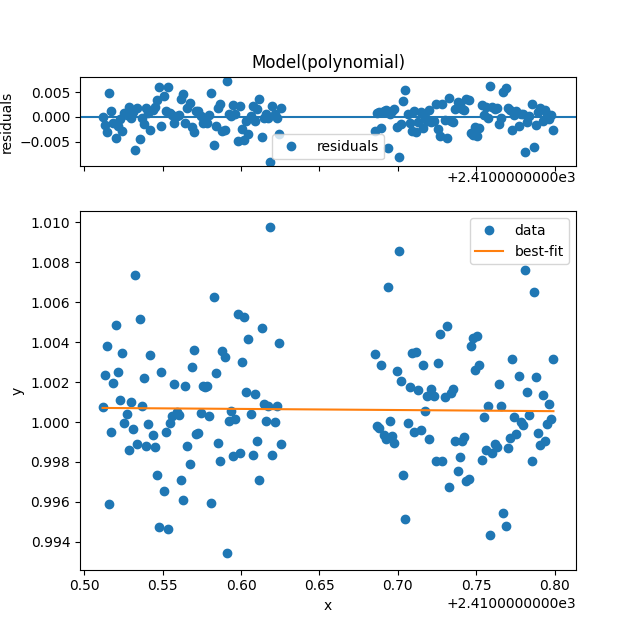 Model(polynomial)
0.005
0.000
−0.005
residuals
residuals
+2.4100000000e3
1.010
1.008
1.006
1.004
1.002
1.000
0.998
0.996
0.994
y
data
best-fit
0.50
0.55
0.60
0.65
0.70
0.75
0.80
x
+2.4100000000e3